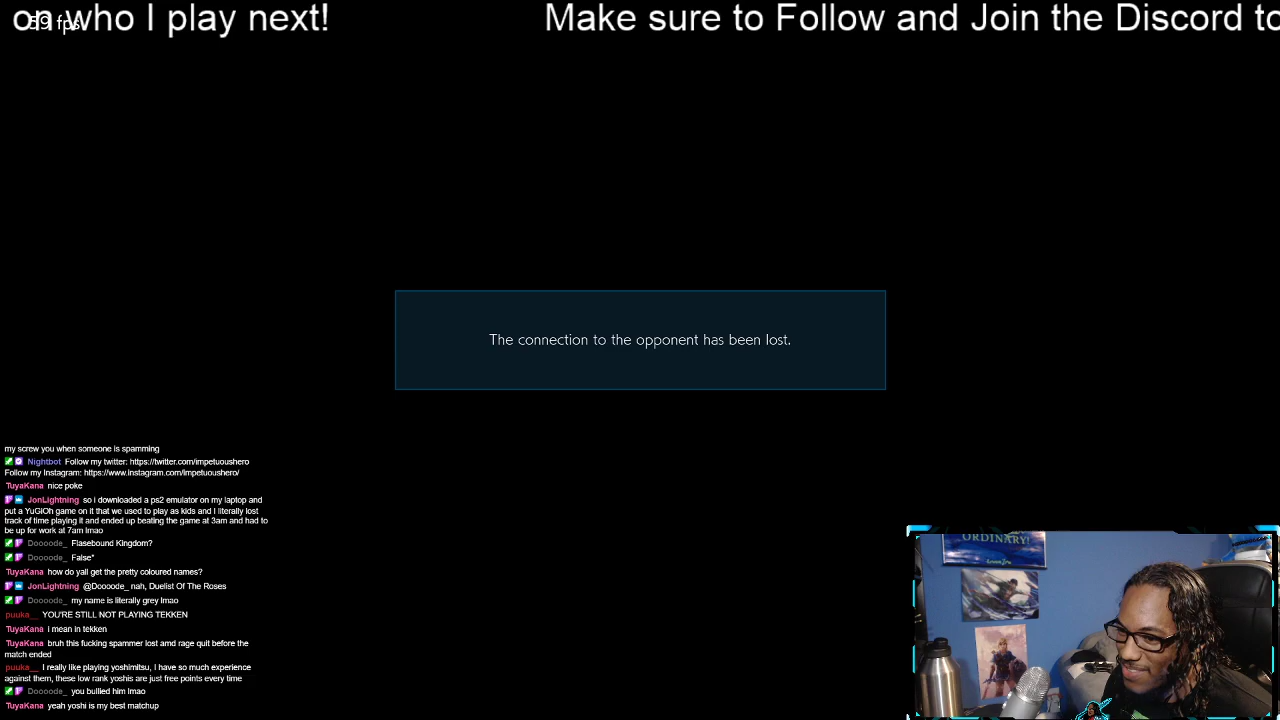 on who I play next! Make sure to Follow and Join the Discord to
59 fps
The connection to the opponent has been lost.
my screw you when someone is spamming
Nightbot Follow my twitter: https://twitter.com/impetuoushero
Follow my Instagram: https://www.instagram.com/impetuoushero/
TuyaKana nice poke
JonLightning so i downloaded a ps2 emulator on my laptop and
put a YuGiOh game on it that we used to play as kids and I literally lost
track of time playing it and ended up beating the game at 3am and had to
be up for work at 7am lmao
Doooode_ Flasebound Kingdom?
Doooode_ False*
TuyaKana how do yall get the pretty coloured names?
JonLightning @Doooode_ nah, Duelist Of The Roses
Doooode_ my name is literally grey lmao
puuka__ YOU'RE STILL NOT PLAYING TEKKEN
TuyaKana i mean in tekken
TuyaKana bruh this fucking spammer lost amd rage quit before the
match ended
puuka__ I really like playing yoshimitsu, I have so much experience
against them, these low rank yoshis are just free points every time
Doooode_ you bullied him lmao
TuyaKana yeah yoshi is my best matchup
ORDINARY!